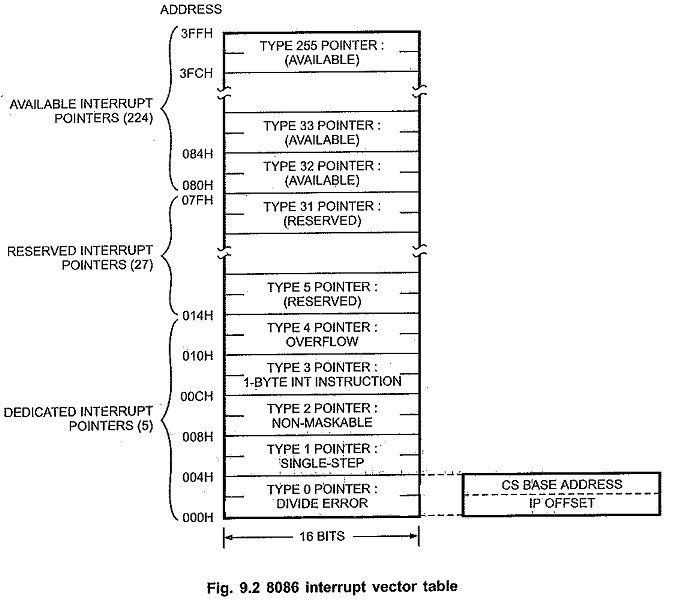 ADDRESS
3FFH
TYPE 255 POINTER :
(AVAILABLE)
3FCH
AVAILABLE INTERRUPT
POINTERS (224)
TYPE 33 POINTER :
(AVAILABLE)
084H
TYPE 32 POINTER :
(AVAILABLE)
080H
07FH
TYPE 31 POINTER :
(RESERVED)
RESERVED INTERRUPT
POINTERS (27)
TYPE 5 POINTER :
(RESERVED)
014H
TYPE 4 POINTER :
OVERFLOW
010H
TYPE 3 POINTER :
1-BYTE INT INSTRUCTION
00CH
DEDICATED INTERRUPT
POINTERS (5)
TYPE 2 POINTER :
NON-MASKABLE
008H
TYPE 1 POINTER :
SINGLE-STEP
004H
TYPE 0 POINTER :
DIVIDE ERROR
000H
CS BASE ADDRESS
IP OFFSET
16 BITS
Fig. 9.2 8086 interrupt vector table